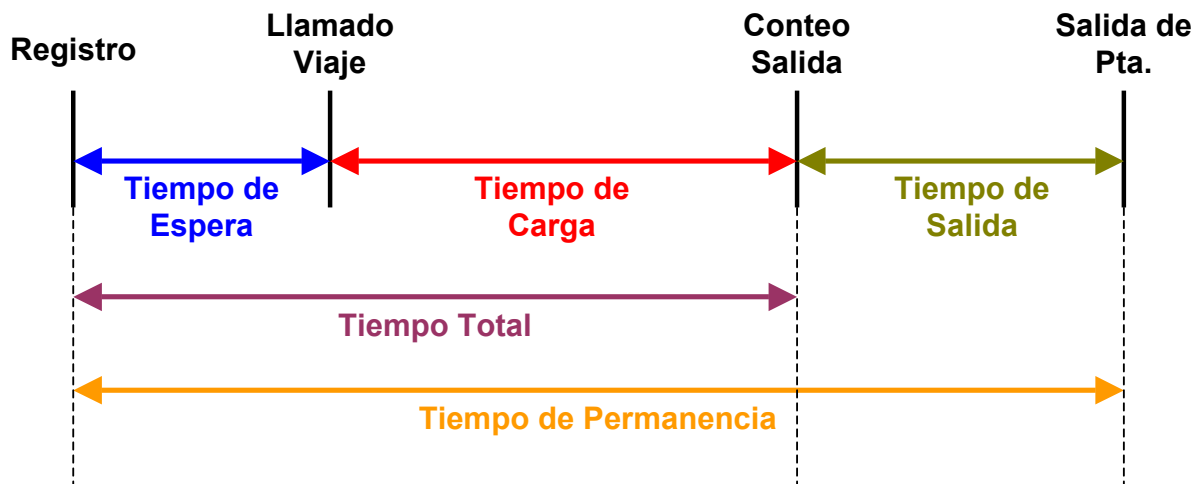 Registro
Llamado
Viaje
Conteo
Salida
Salida de
Pta.
Tiempo de
Espera
Tiempo de
Carga
Tiempo de
Salida
Tiempo Total
Tiempo de Permanencia